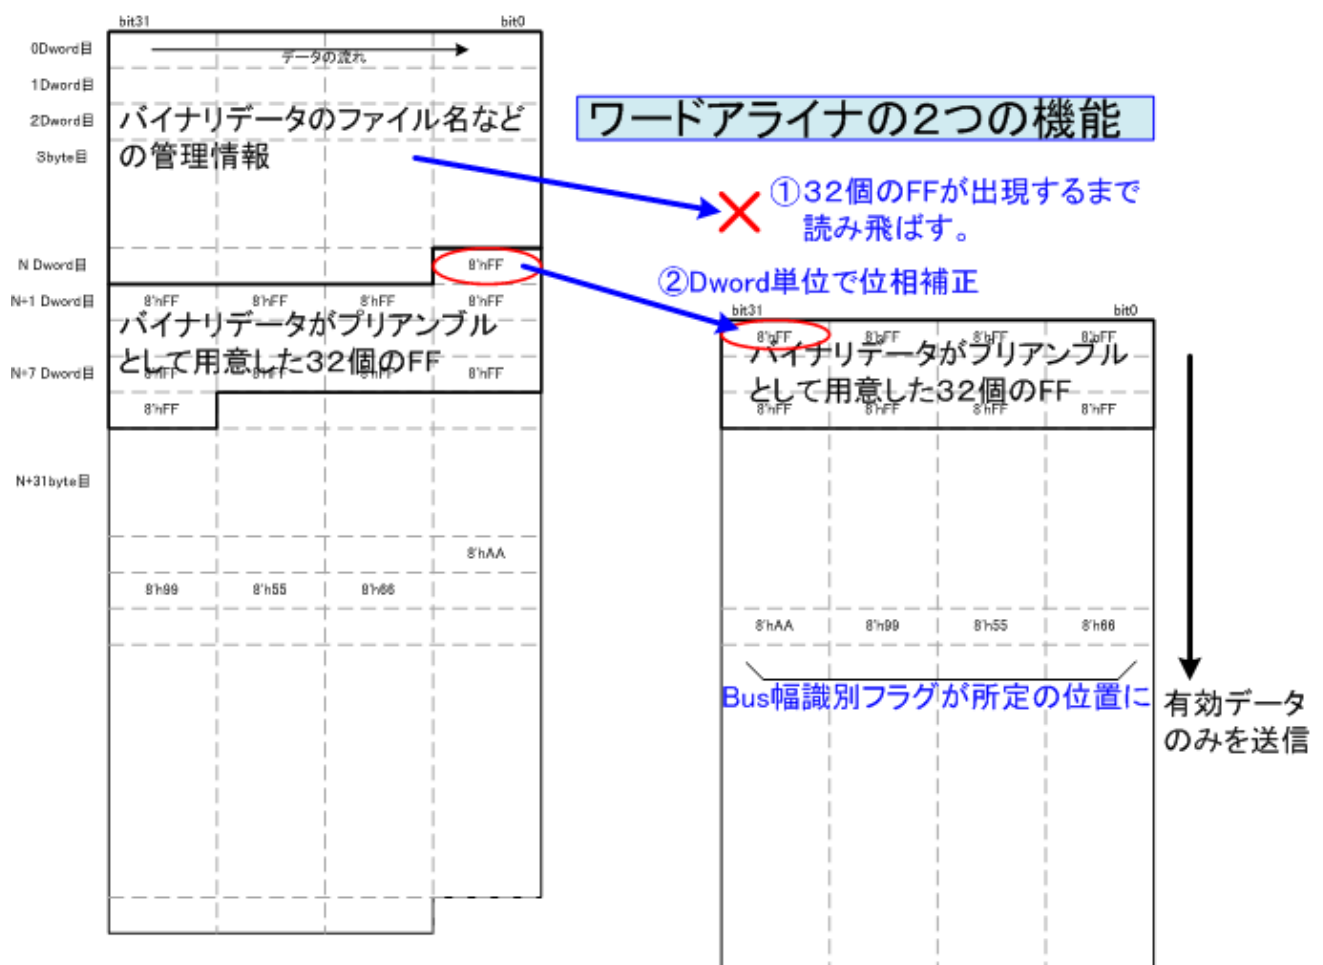 bit31 bit0
0Dword目
データの流れ
1Dword目
2Dword目
バイナリデータのファイル名など
の管理情報
3byte目
ワードアライナの2つの機能
①32個のFFが出現するまで
読み飛ばす。
N Dword目
8'hFF
②Dword単位で位相補正
N+1 Dword目
8'hFF 8'hFF 8'hFF 8'hFF
バイナリデータがプリアンブル
として用意した32個のFF
N+7 Dword目
8'hFF 8'hFF 8'hFF 8'hFF
8'hFF
N+31byte目
8'hAA
8'h99 8'h55 8'h66
bit31 bit0
8'hFF 8'hFF 8'hFF 8'hFF
バイナリデータがプリアンブル
として用意した32個のFF
8'hFF 8'hFF 8'hFF 8'hFF
8'hAA 8'h99 8'h55 8'h66
Bus幅識別フラグが所定の位置に
有効データ
のみを送信